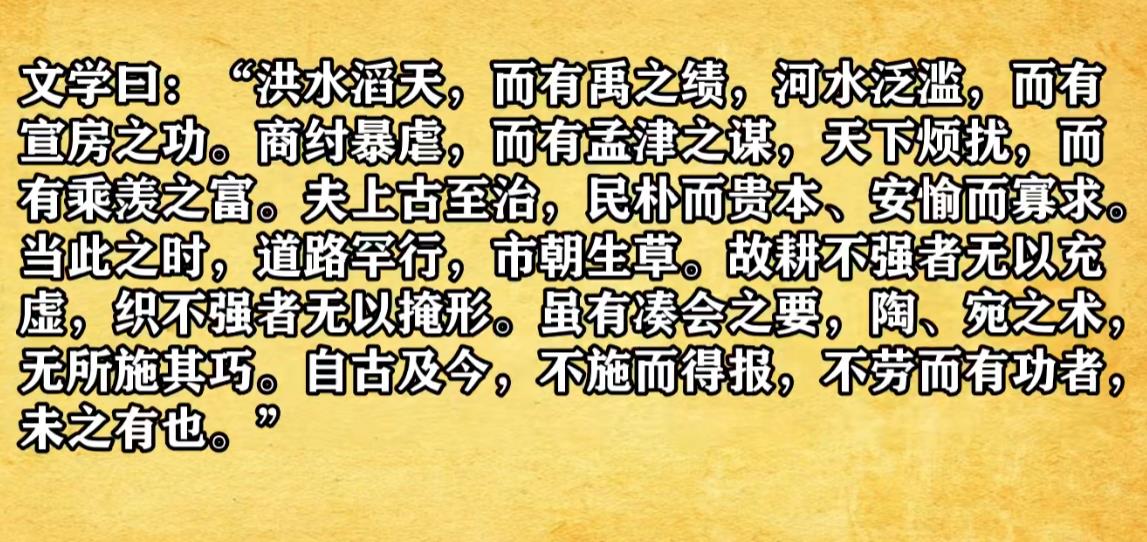 文学曰：“洪水滔天，而有禹之绩，河水泛滥，而有
宣房之功。商纣暴虐，而有孟津之谋，天下烦扰，而
有乘羡之富。夫上古至治，民朴而贵本、安愉而寡求。
当此之时，道路罕行，市朝生草。故耕不强者无以充
虚，织不强者无以掩形。虽有凑会之要，陶、宛之术，
无所施其巧。自古及今，不施而得报，不劳而有功者，
未之有也。”